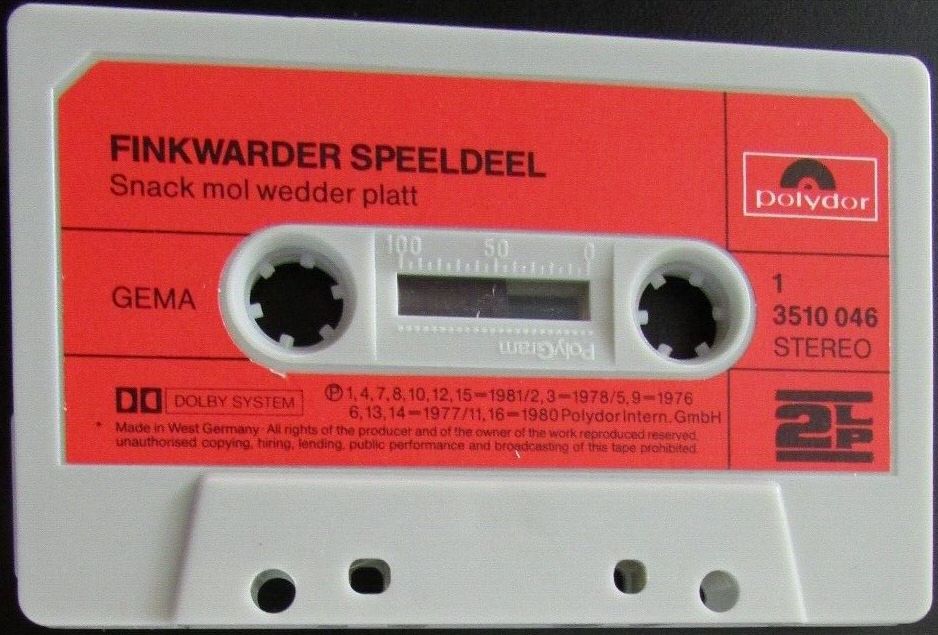 FINKWARDER SPEELDEEL
Snack mol wedder platt
polydor
100 50 0
GEMA
1
3510 046
STEREO
PolyGram
DOLBY SYSTEM
℗ 1, 4, 7, 8, 10, 12, 15 = 1981/2, 3 = 1978/5, 9 = 1976
6, 13, 14 = 1977/11, 16 = 1980 Polydor Intern. GmbH
* Made in West Germany · All rights of the producer and of the owner of the work reproduced reserved,
unauthorised copying, hiring, lending, public performance and broadcasting of this tape prohibited.
2LP